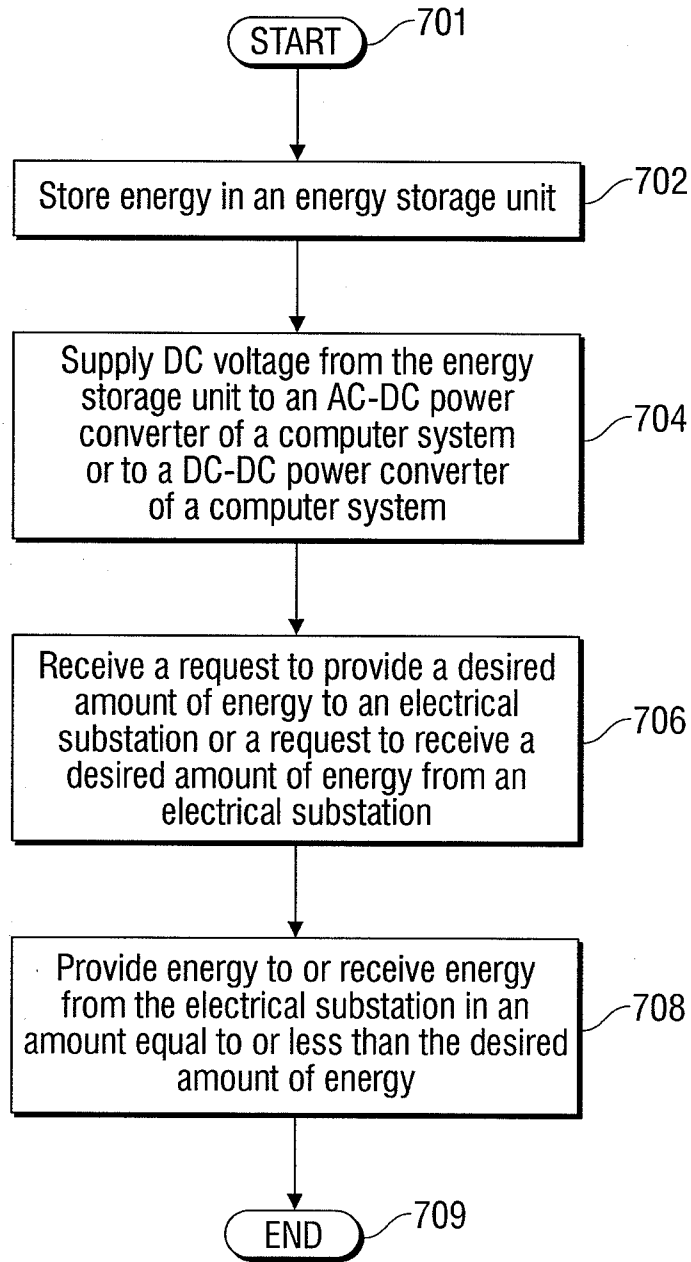 START
701
Store energy in an energy storage unit
702
Supply DC voltage from the energy
storage unit to an AC-DC power
converter of a computer system
or to a DC-DC power converter
of a computer system
704
Receive a request to provide a desired
amount of energy to an electrical
substation or a request to receive a
desired amount of energy from an
electrical substation
706
Provide energy to or receive energy
from the electrical substation in an
amount equal to or less than the desired
amount of energy
708
END
709